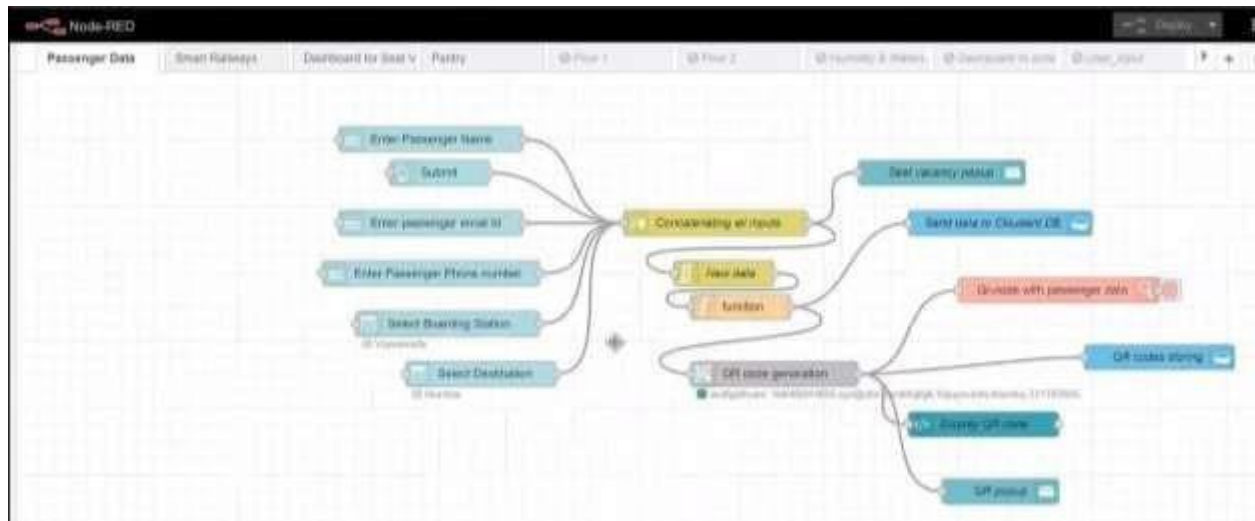 Node-RED
Deploy
Passenger Data
Smart Railways
Dashboard for Seat v
Pantry
Flow 1
Flow 2
Enter Passenger Name
Submit
Enter passenger email Id
Enter Passenger Phone number
Select Boarding Station
Select Destination
Mumbai
Concatenating all inputs
New data
function
QR code generation
Seat vacancy popup
Send data to Cloudant DB
Qr-code with passenger data
QR codes storing
Display QR code
QR popup